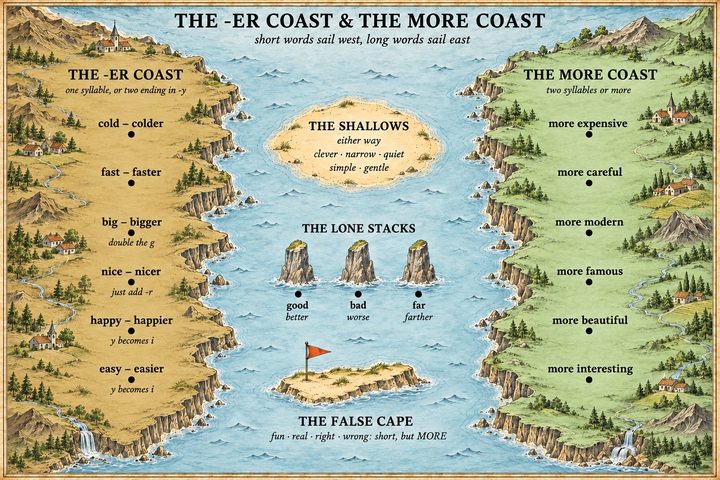 THE -ER COAST & THE MORE COAST
short words sail west, long words sail east
THE -ER COAST
one syllable, or two ending in -y
cold – colder
fast – faster
big – bigger
double the g
nice – nicer
just add -r
happy – happier
y becomes i
easy – easier
y becomes i
THE SHALLOWS
either way
clever · narrow · quiet
simple · gentle
THE LONE STACKS
good
better
bad
worse
far
farther
THE FALSE CAPE
fun · real · right · wrong: short, but MORE
THE MORE COAST
two syllables or more
more expensive
more careful
more modern
more famous
more beautiful
more interesting